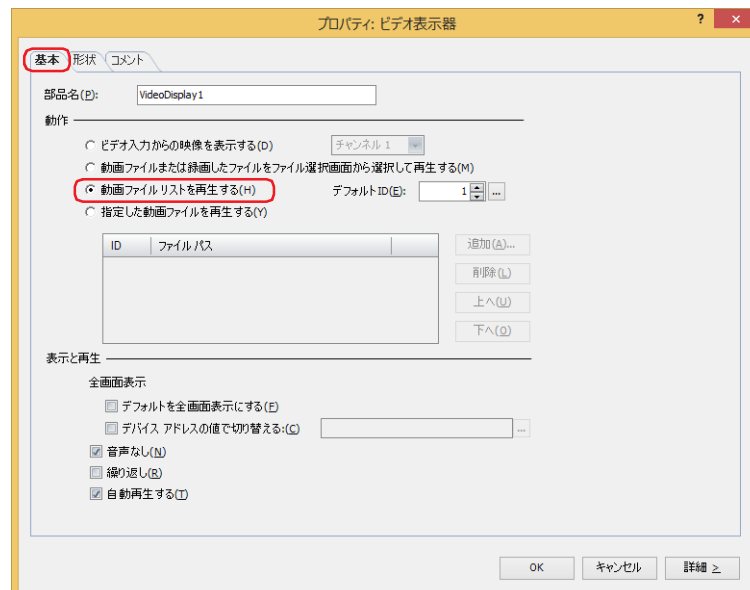 プロパティ: ビデオ表示器
? ×
基本 形状 コメント
部品名(P): VideoDisplay1
動作
ビデオ入力からの映像を表示する(D) チャンネル 1
動画ファイルまたは録画したファイルをファイル選択画面から選択して再生する(M)
動画ファイル リストを再生する(H) デフォルト ID(E): 1 ...
指定した動画ファイルを再生する(Y)
ID ファイル パス 追加(A)...
削除(L)
上へ(U)
下へ(O)
表示と再生
全画面表示
デフォルトを全画面表示にする(F)
デバイス アドレスの値で切り替える:(C) ...
音声なし(N)
繰り返し(R)
自動再生する(T)
OK キャンセル 詳細 >